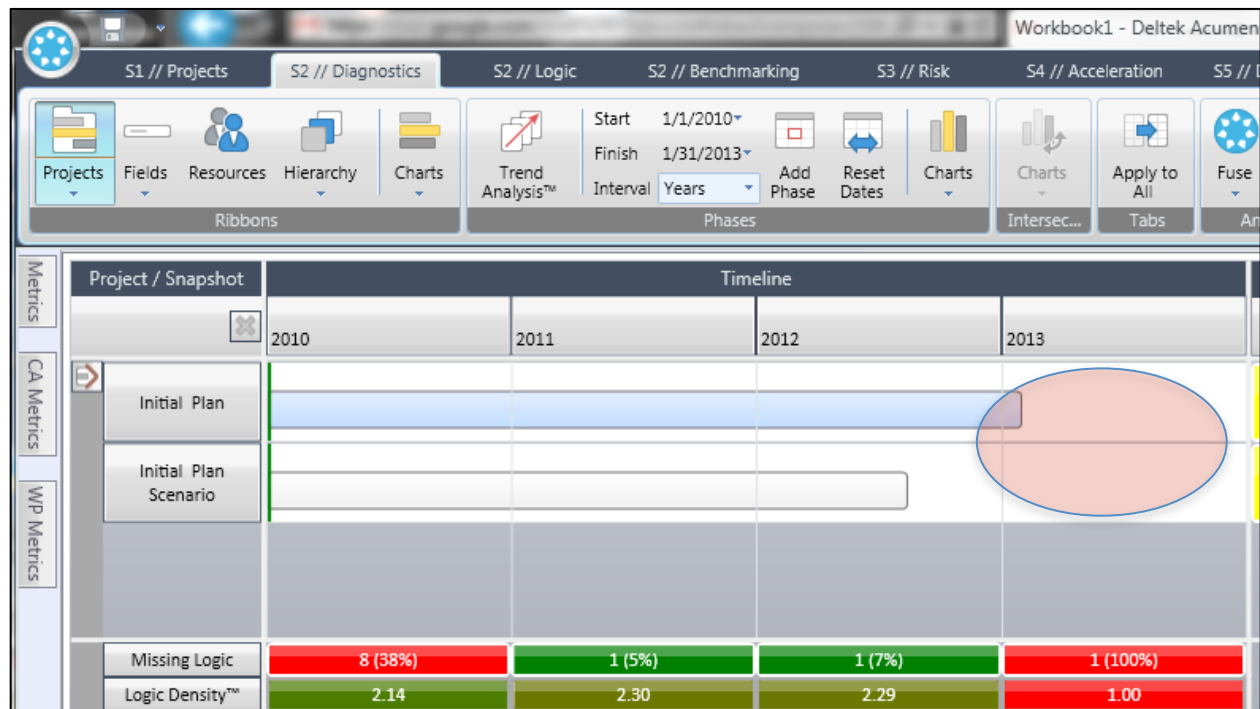 Workbook1 - Deltek Acumen
S1 // Projects
S2 // Diagnostics
S2 // Logic
S2 // Benchmarking
S3 // Risk
S4 // Acceleration
S5 //
Projects
Fields
Resources
Hierarchy
Charts
Ribbons
Trend
Analysis™
Start 1/1/2010
Finish 1/31/2013
Interval Years
Add
Phase
Reset
Dates
Charts
Phases
Charts
Intersec...
Apply to
All
Tabs
Fuse
Metrics
CA Metrics
WP Metrics
Project / Snapshot
Timeline
2010
2011
2012
2013
Initial Plan
Initial Plan
Scenario
Missing Logic 8 (38%) 1 (5%) 1 (7%) 1 (100%)
Logic Density™ 2.14 2.30 2.29 1.00